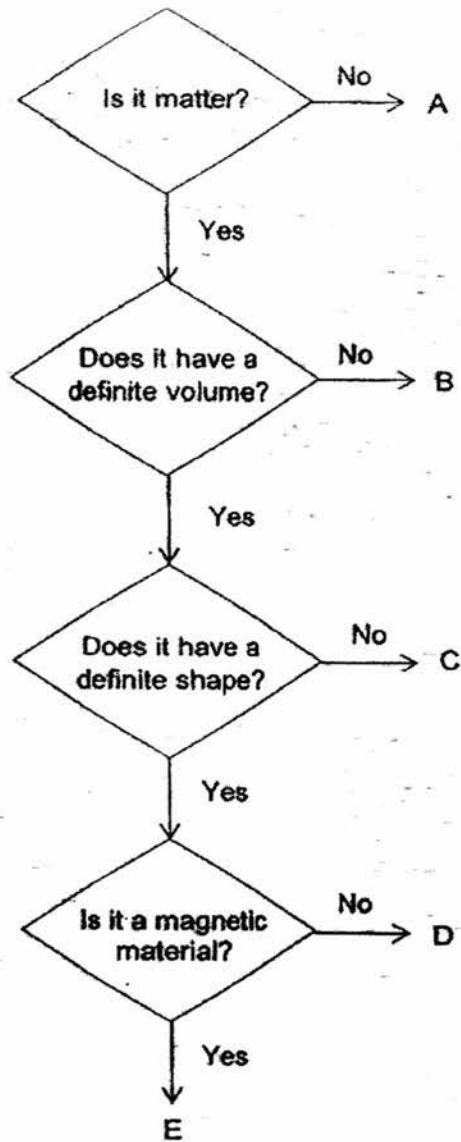 Is it matter?
No
A
Yes
Does it have a
definite volume?
No
B
Yes
Does it have a
definite shape?
No
C
Yes
Is it a magnetic
material?
No
D
Yes
E